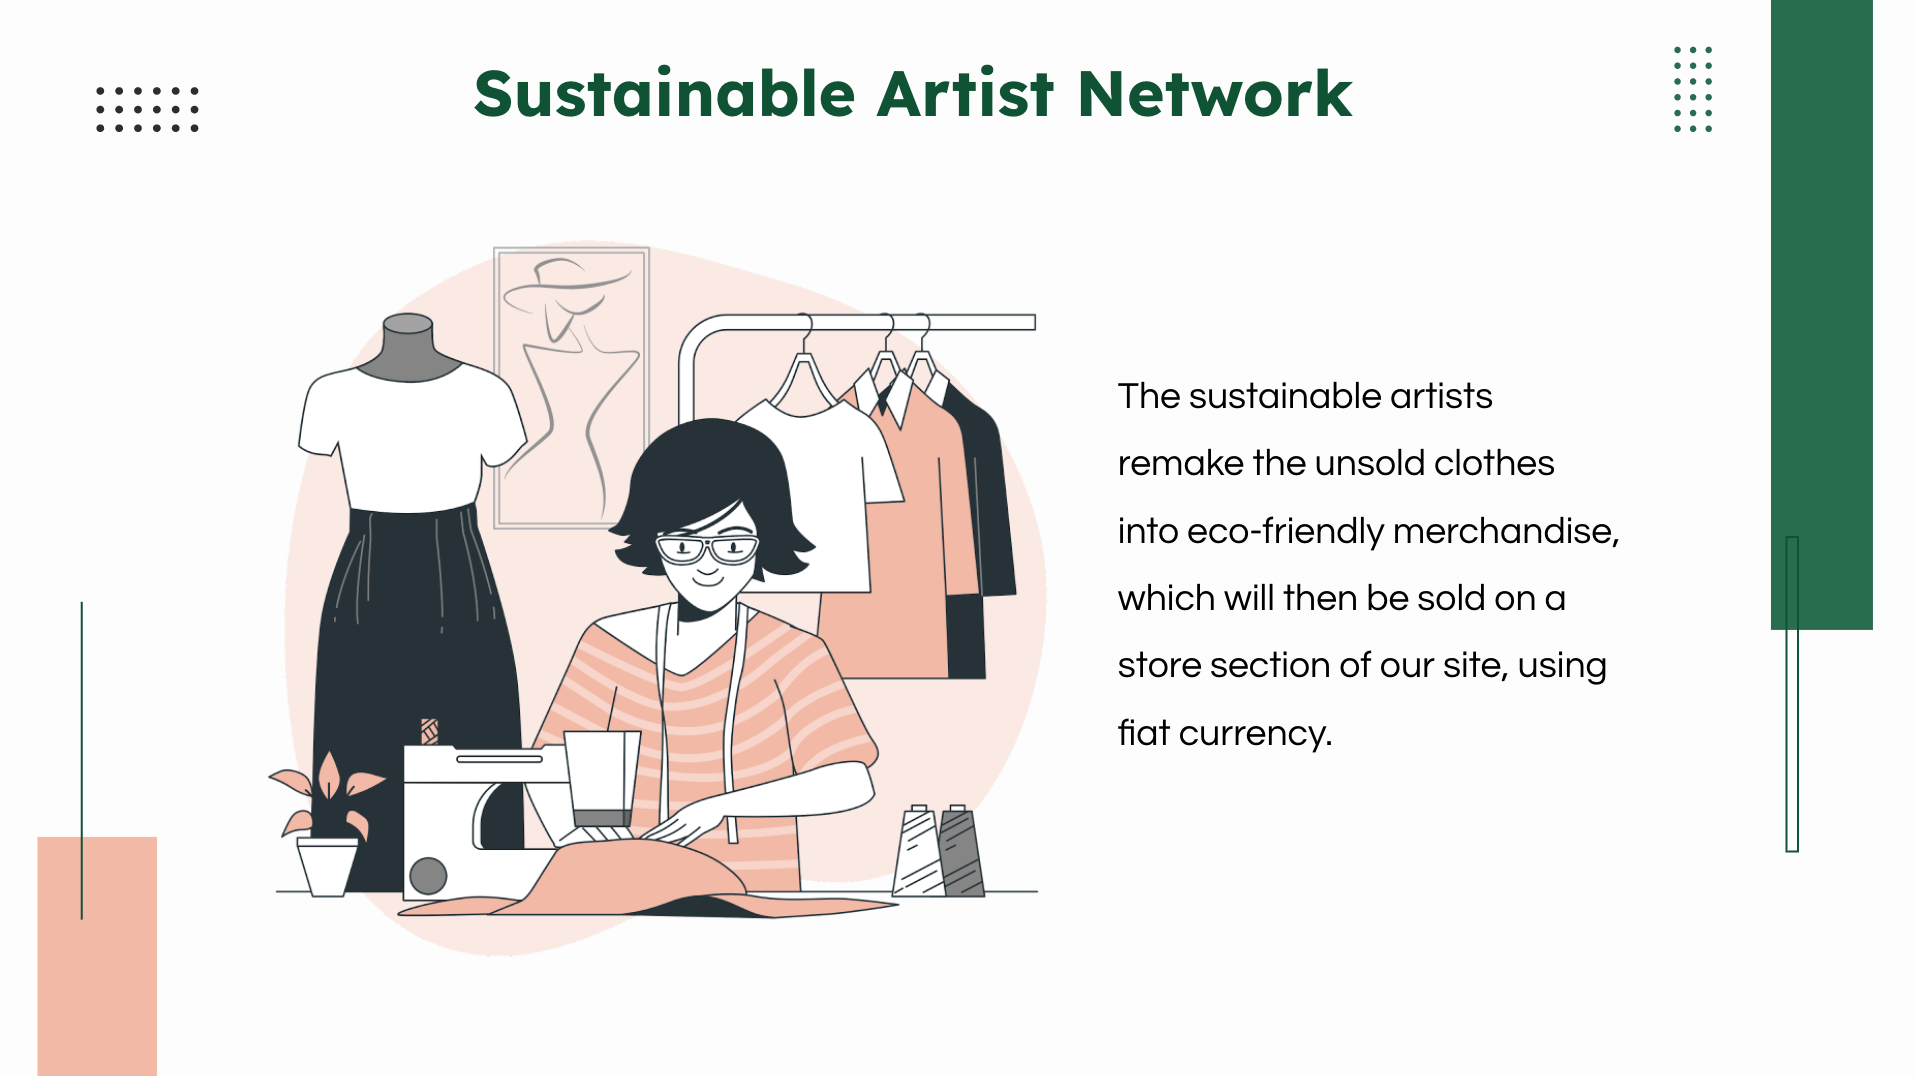 Sustainable Artist Network
The sustainable artists
remake the unsold clothes
into eco-friendly merchandise,
which will then be sold on a
store section of our site, using
fiat currency.